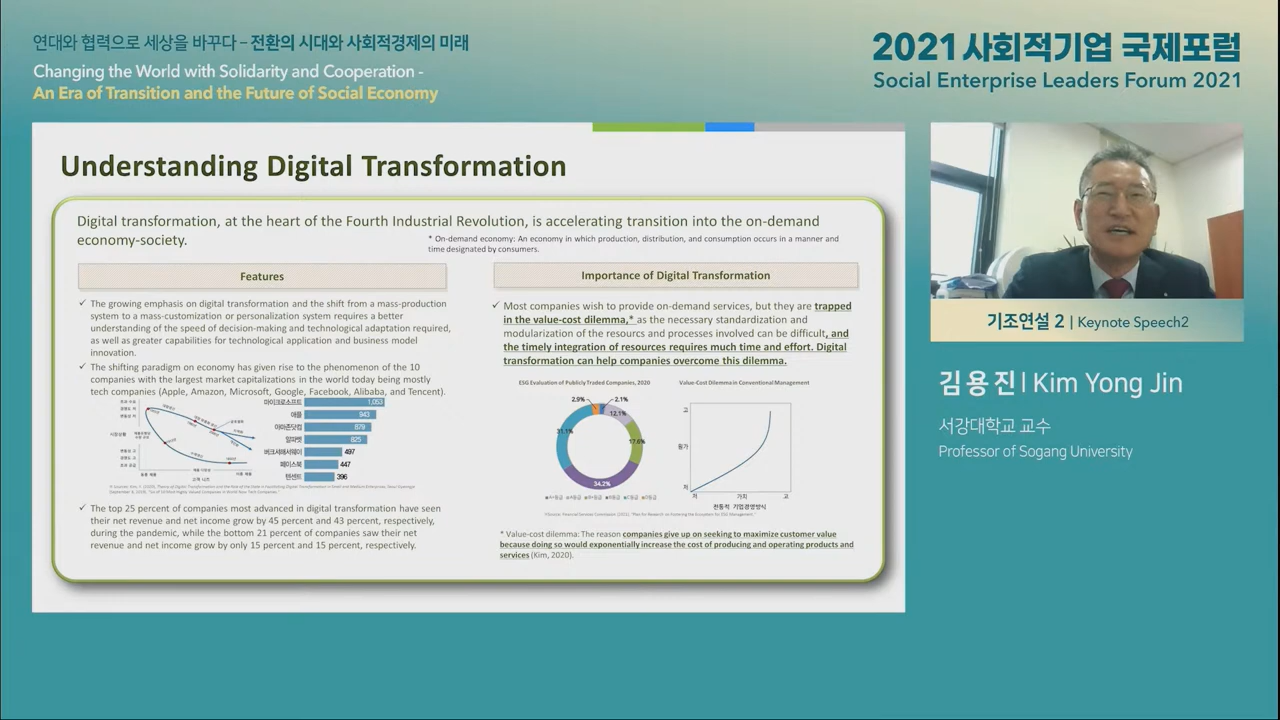 연대와 협력으로 세상을 바꾸다 – 전환의 시대와 사회적경제의 미래
Changing the World with Solidarity and Cooperation -
An Era of Transition and the Future of Social Economy
2021 사회적기업 국제포럼
Social Enterprise Leaders Forum 2021
Understanding Digital Transformation
Digital transformation, at the heart of the Fourth Industrial Revolution, is accelerating transition into the on-demand
economy-society.
* On-demand economy: An economy in which production, distribution, and consumption occurs in a manner and
time designated by consumers.
Features
✓ The growing emphasis on digital transformation and the shift from a mass-production
system to a mass-customization or personalization system requires a better
understanding of the speed of decision-making and technological adaptation required,
as well as greater capabilities for technological application and business model
innovation.
✓ The shifting paradigm on economy has given rise to the phenomenon of the 10
companies with the largest market capitalizations in the world today being mostly
tech companies (Apple, Amazon, Microsoft, Google, Facebook, Alibaba, and Tencent).
마이크로소프트 1,053
애플 943
아마존닷컴 879
알파벳 825
버크셔해서웨이 497
페이스북 447
텐센트 396
고객 니즈
✓ The top 25 percent of companies most advanced in digital transformation have seen
their net revenue and net income grow by 45 percent and 43 percent, respectively,
during the pandemic, while the bottom 21 percent of companies saw their net
revenue and net income grow by only 15 percent and 15 percent, respectively.
Importance of Digital Transformation
✓ Most companies wish to provide on-demand services, but they are trapped
in the value-cost dilemma,* as the necessary standardization and
modularization of the resourcs and processes involved can be difficult, and
the timely integration of resources requires much time and effort. Digital
transformation can help companies overcome this dilemma.
ESG Evaluation of Publicly Traded Companies, 2020
2.9%
2.1%
12.1%
17.6%
34.2%
31.1%
Value-Cost Dilemma in Conventional Management
고
원가
저
저 가치 고
전통적 기업경영방식
* Value-cost dilemma: The reason companies give up on seeking to maximize customer value
because doing so would exponentially increase the cost of producing and operating products and
services (Kim, 2020).
기조연설 2 | Keynote Speech2
김용진 | Kim Yong Jin
서강대학교 교수
Professor of Sogang University